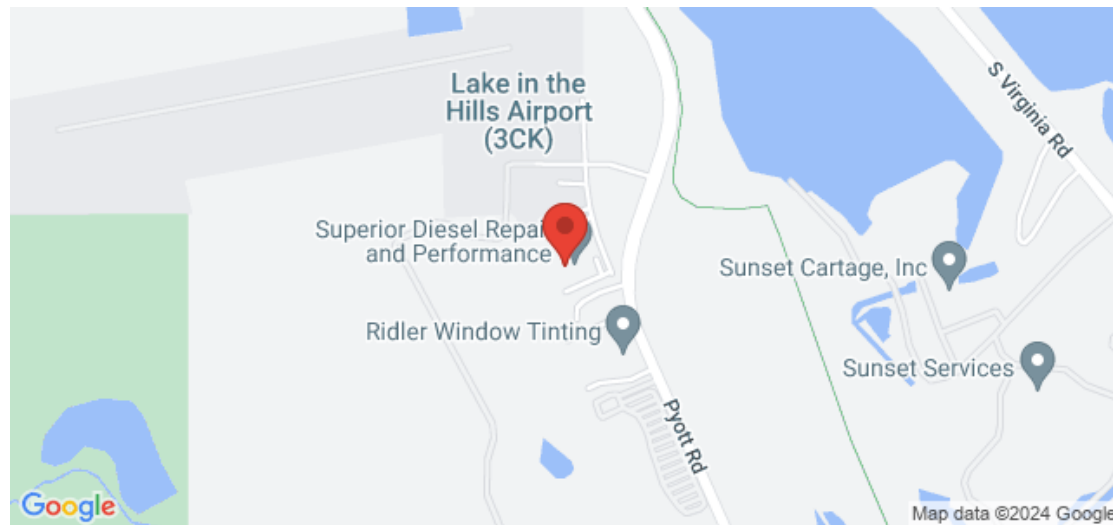 Lake in the
Hills Airport
(3CK)
S Virginia Rd
Superior Diesel Repai
and Performance
Sunset Cartage, Inc
Ridler Window Tinting
Sunset Services
Pyott Rd
Google
Map data ©2024 Google